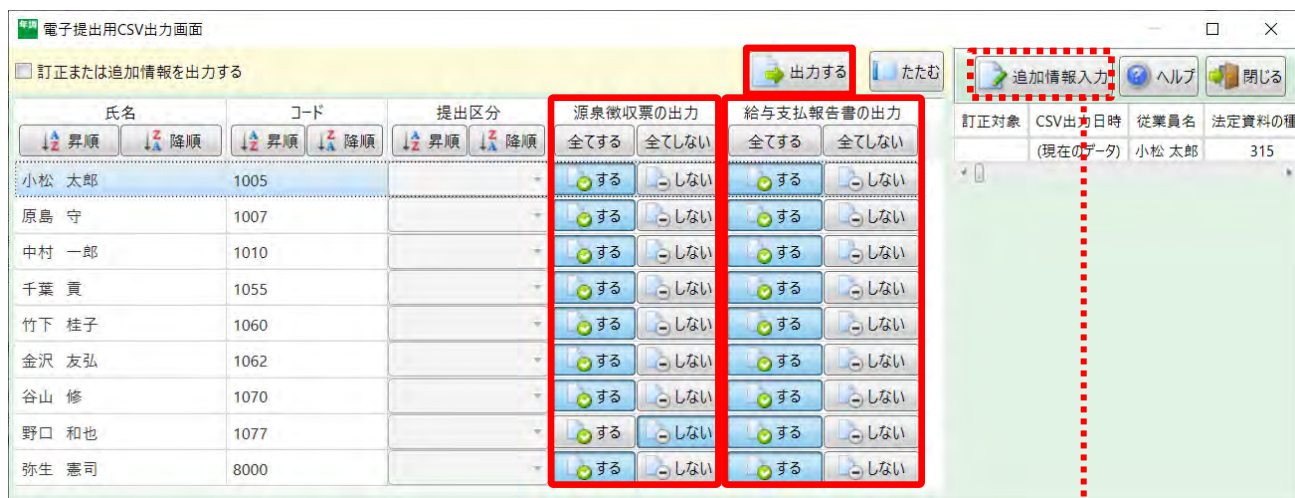 年調 電子提出用CSV出力画面
訂正または追加情報を出力する 出力する たたむ 追加情報入力 ヘルプ 閉じる
氏名 コード 提出区分 源泉徴収票の出力 給与支払報告書の出力 訂正対象 CSV出力日時 従業員名 法定資料の種
昇順 降順 昇順 降順 昇順 降順 全てする 全てしない 全てする 全てしない
(現在のデータ) 小松 太郎 315
小松 太郎 1005 する しない する しない
原島 守 1007 する しない する しない
中村 一郎 1010 する しない する しない
千葉 貢 1055 する しない する しない
竹下 桂子 1060 する しない する しない
金沢 友弘 1062 する しない する しない
谷山 修 1070 する しない する しない
野口 和也 1077 する しない する しない
弥生 憲司 8000 する しない する しない